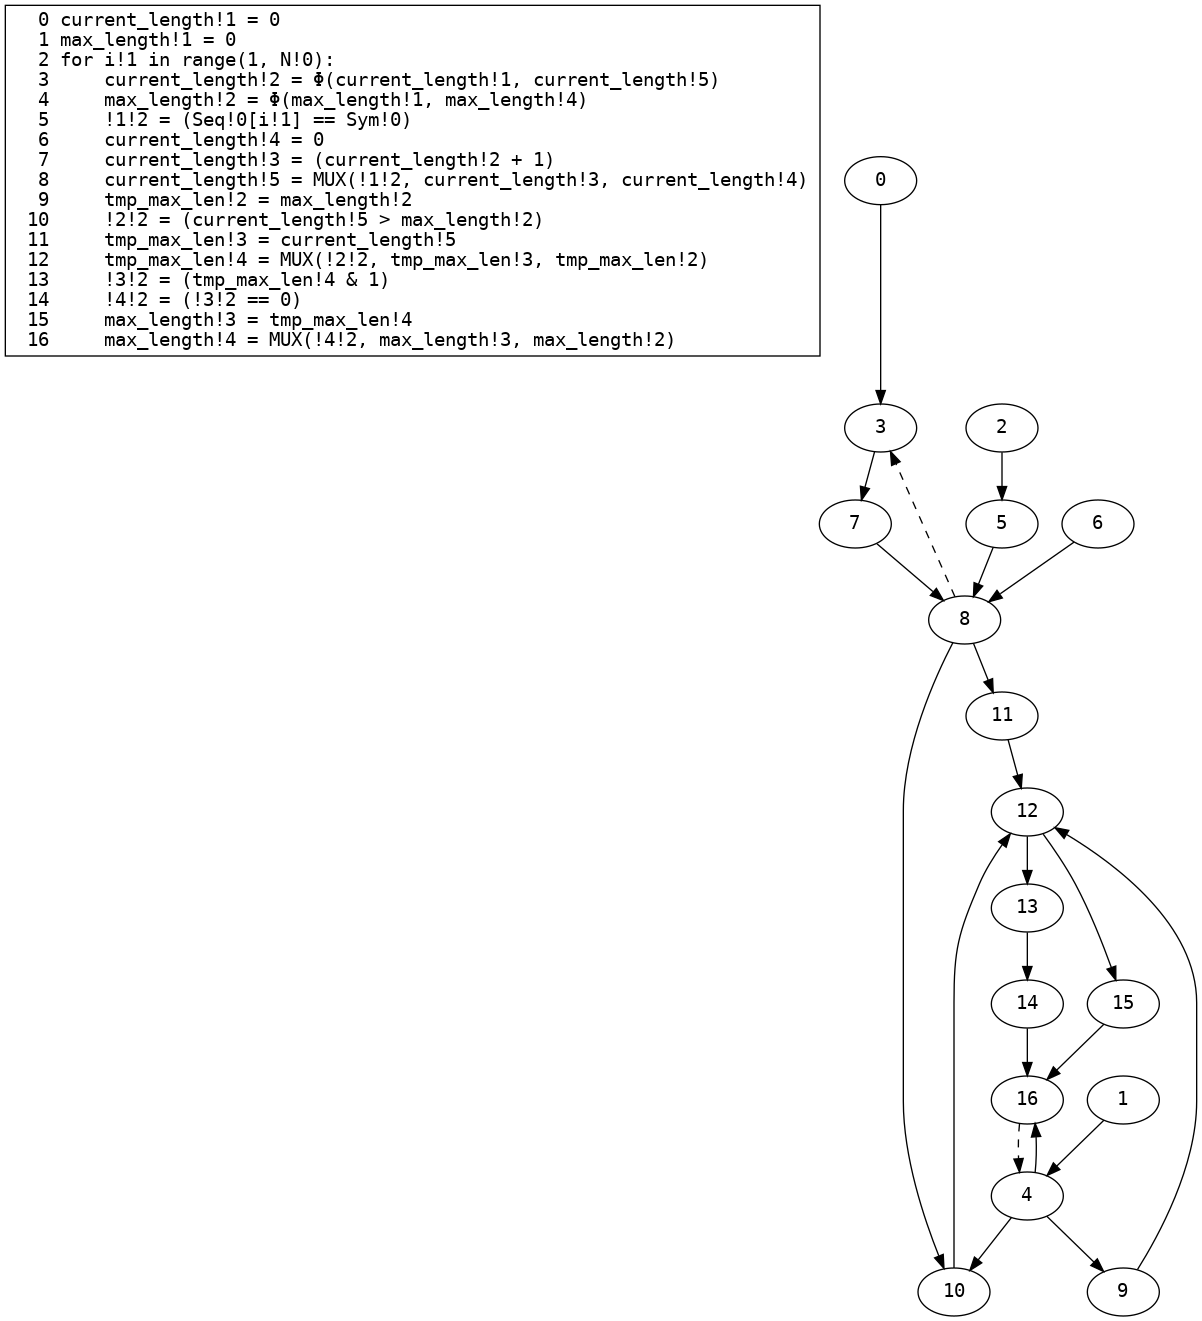 0 current_length!1 = 0
1 max_length!1 = 0
2 for i!1 in range(1, N!0):
3     current_length!2 = Φ(current_length!1, current_length!5)
4     max_length!2 = Φ(max_length!1, max_length!4)
5     !1!2 = (Seq!0[i!1] == Sym!0)
6     current_length!4 = 0
7     current_length!3 = (current_length!2 + 1)
8     current_length!5 = MUX(!1!2, current_length!3, current_length!4)
9     tmp_max_len!2 = max_length!2
10     !2!2 = (current_length!5 > max_length!2)
11     tmp_max_len!3 = current_length!5
12     tmp_max_len!4 = MUX(!2!2, tmp_max_len!3, tmp_max_len!2)
13     !3!2 = (tmp_max_len!4 & 1)
14     !4!2 = (!3!2 == 0)
15     max_length!3 = tmp_max_len!4
16     max_length!4 = MUX(!4!2, max_length!3, max_length!2)
0
3
2
7
5
6
8
11
12
13
14
15
16
1
4
10
9